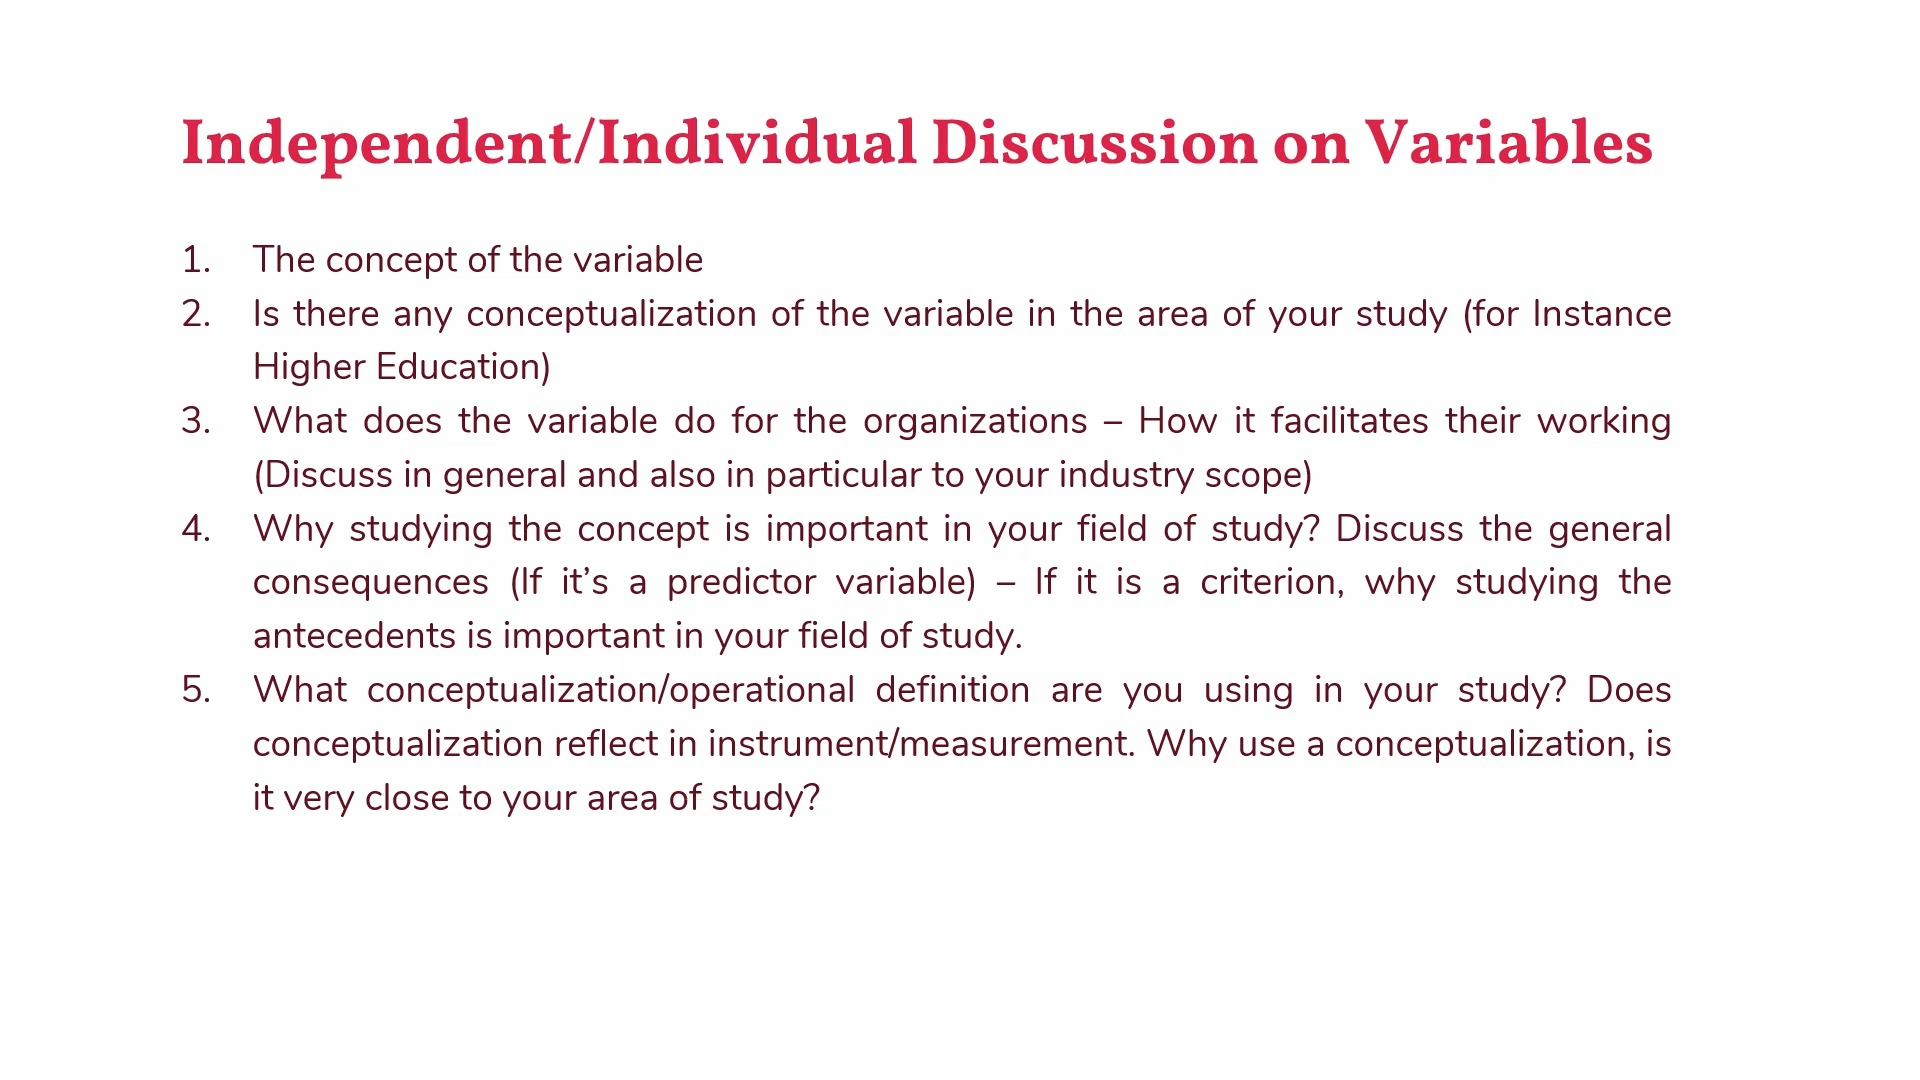 Independent/Individual Discussion on Variables
1. The concept of the variable
2. Is there any conceptualization of the variable in the area of your study (for Instance
Higher Education)
3. What does the variable do for the organizations – How it facilitates their working
(Discuss in general and also in particular to your industry scope)
4. Why studying the concept is important in your field of study? Discuss the general
consequences (If it’s a predictor variable) – If it is a criterion, why studying the
antecedents is important in your field of study.
5. What conceptualization/operational definition are you using in your study? Does
conceptualization reflect in instrument/measurement. Why use a conceptualization, is
it very close to your area of study?